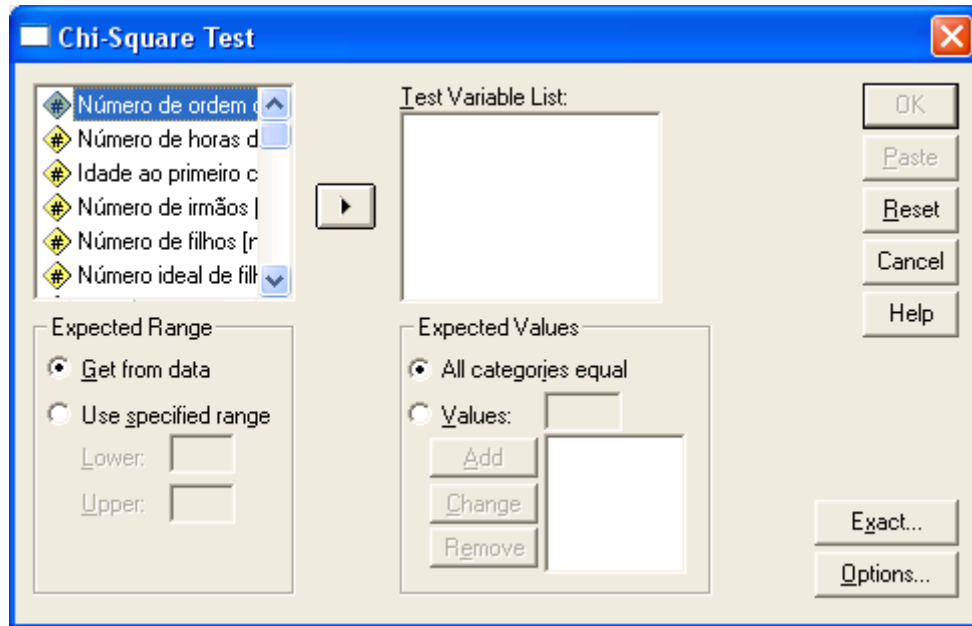 Chi-Square Test
Número de ordem
Número de horas d
Idade ao primeiro c
Número de irmãos [
Número de filhos [r
Número ideal de filh
Test Variable List:
OK
Paste
Reset
Cancel
Help
Expected Range
Get from data
Use specified range
Lower:
Upper:
Expected Values
All categories equal
Values:
Add
Change
Remove
Exact...
Options...